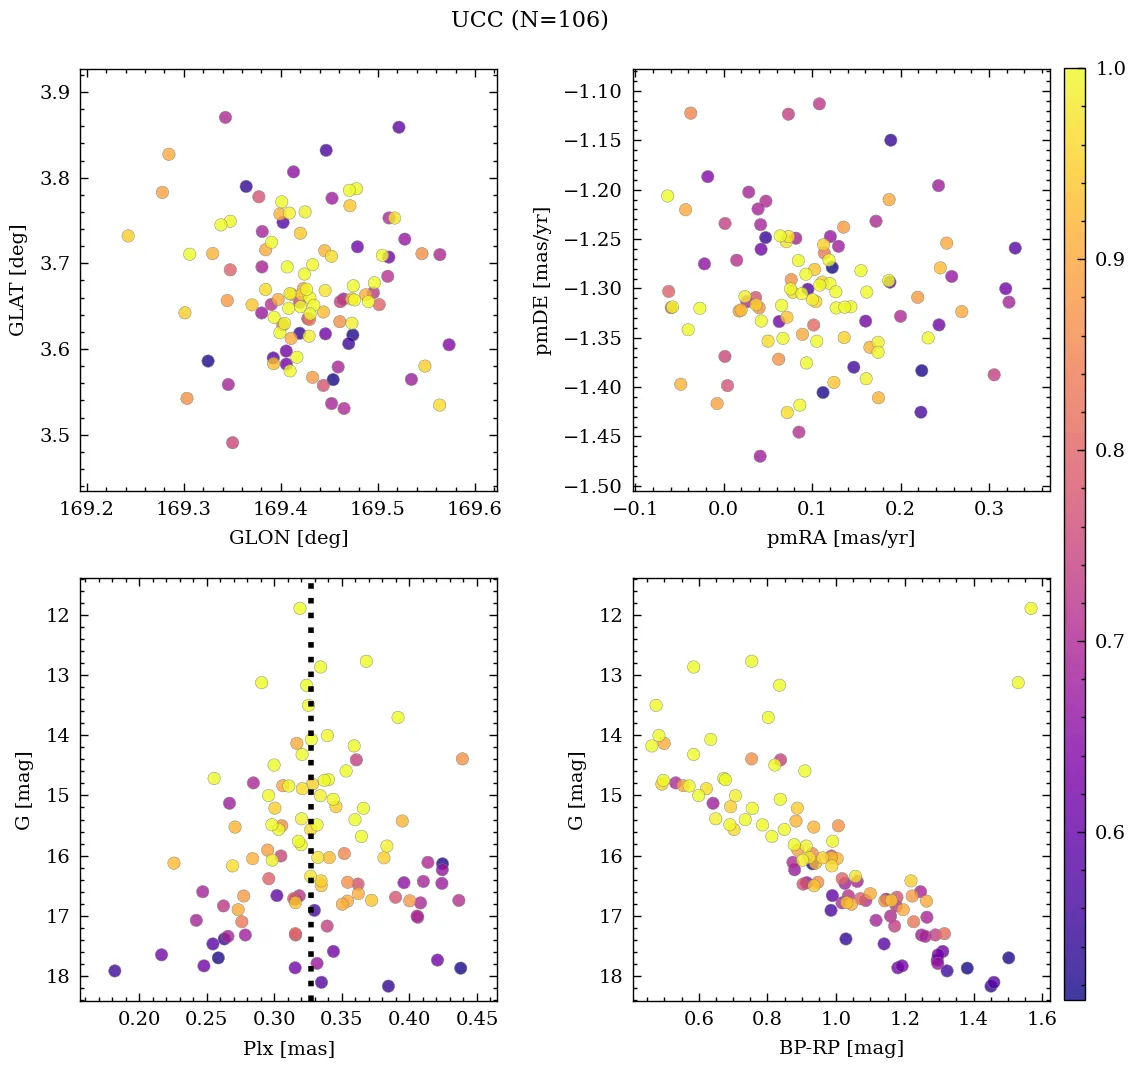 UCC (N=106)
3.9
3.8
3.7
3.6
3.5
GLAT [deg]
169.2 169.3 169.4 169.5 169.6
GLON [deg]
−1.10
−1.15
−1.20
−1.25
−1.30
−1.35
−1.40
−1.45
−1.50
pmDE [mas/yr]
−0.1 0.0 0.1 0.2 0.3
pmRA [mas/yr]
12
13
14
15
16
17
18
G [mag]
0.20 0.25 0.30 0.35 0.40 0.45
Plx [mas]
12
13
14
15
16
17
18
G [mag]
0.6 0.8 1.0 1.2 1.4 1.6
BP-RP [mag]
1.0
0.9
0.8
0.7
0.6